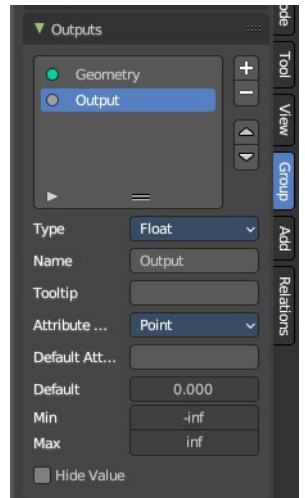 Outputs
Geometry
Output
Type Float
Name Output
Tooltip
Attribute ... Point
Default Att...
Default 0.000
Min -inf
Max inf
Hide Value
ode
Tool
View
Group
Add
Relations